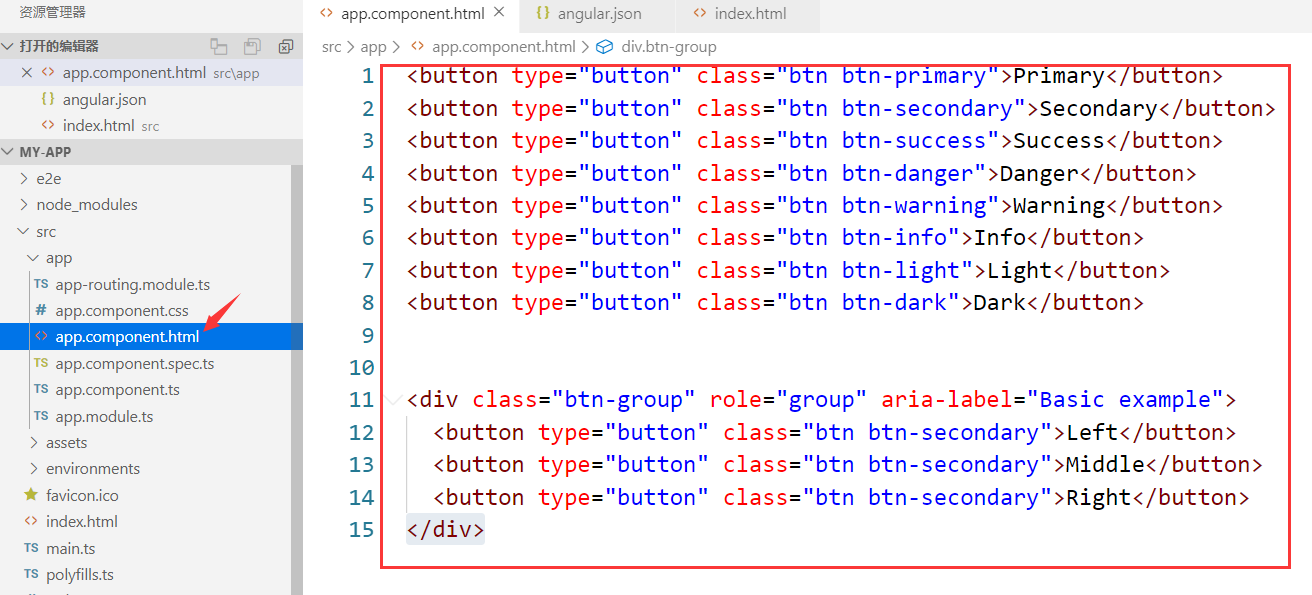 资源管理器
打开的编辑器
app.component.html src\app
{} angular.json
index.html src
MY-APP
e2e
node_modules
src
app
TS app-routing.module.ts
# app.component.css
<> app.component.html
TS app.component.spec.ts
TS app.component.ts
TS app.module.ts
assets
environments
favicon.ico
<> index.html
TS main.ts
TS polyfills.ts
<> app.component.html
{} angular.json
<> index.html
src > app > <> app.component.html > div.btn-group
1 <button type="button" class="btn btn-primary">Primary</button>
2 <button type="button" class="btn btn-secondary">Secondary</button>
3 <button type="button" class="btn btn-success">Success</button>
4 <button type="button" class="btn btn-danger">Danger</button>
5 <button type="button" class="btn btn-warning">Warning</button>
6 <button type="button" class="btn btn-info">Info</button>
7 <button type="button" class="btn btn-light">Light</button>
8 <button type="button" class="btn btn-dark">Dark</button>
9
10
11 <div class="btn-group" role="group" aria-label="Basic example">
12   <button type="button" class="btn btn-secondary">Left</button>
13   <button type="button" class="btn btn-secondary">Middle</button>
14   <button type="button" class="btn btn-secondary">Right</button>
15 </div>